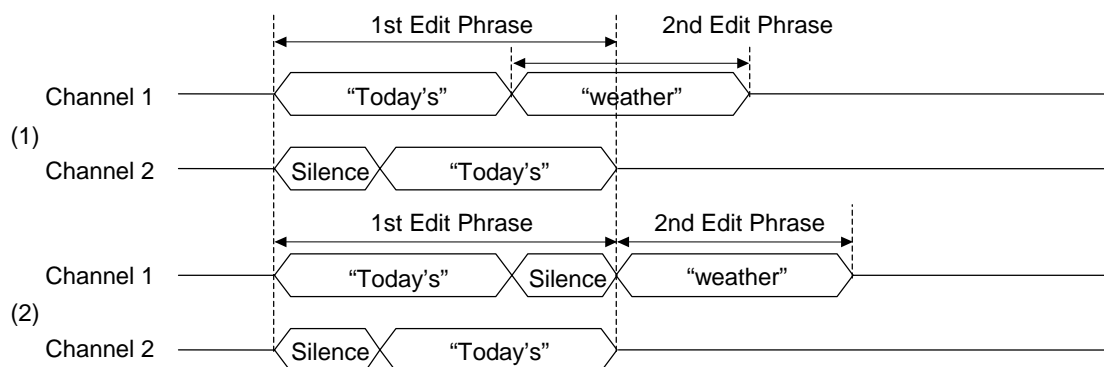 1st Edit Phrase
2nd Edit Phrase
Channel 1 “Today's” “weather”
(1)
Channel 2 Silence “Today's”
1st Edit Phrase 2nd Edit Phrase
Channel 1 “Today's” Silence “weather”
(2)
Channel 2 Silence “Today's”